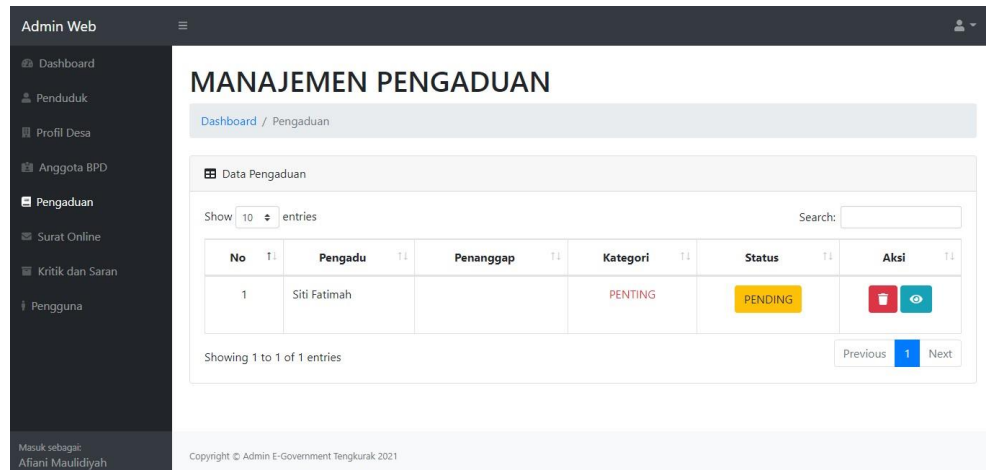 Admin Web
Dashboard
Penduduk
Profil Desa
Anggota BPD
Pengaduan
Surat Online
Kritik dan Saran
Pengguna
Masuk sebagai:
Afiani Maulidiyah
MANAJEMEN PENGADUAN
Dashboard / Pengaduan
Data Pengaduan
Show 10 entries Search:
No Pengadu Penanggap Kategori Status Aksi
1 Siti Fatimah PENTING PENDING
Showing 1 to 1 of 1 entries Previous 1 Next
Copyright © Admin E-Government Tengkurak 2021